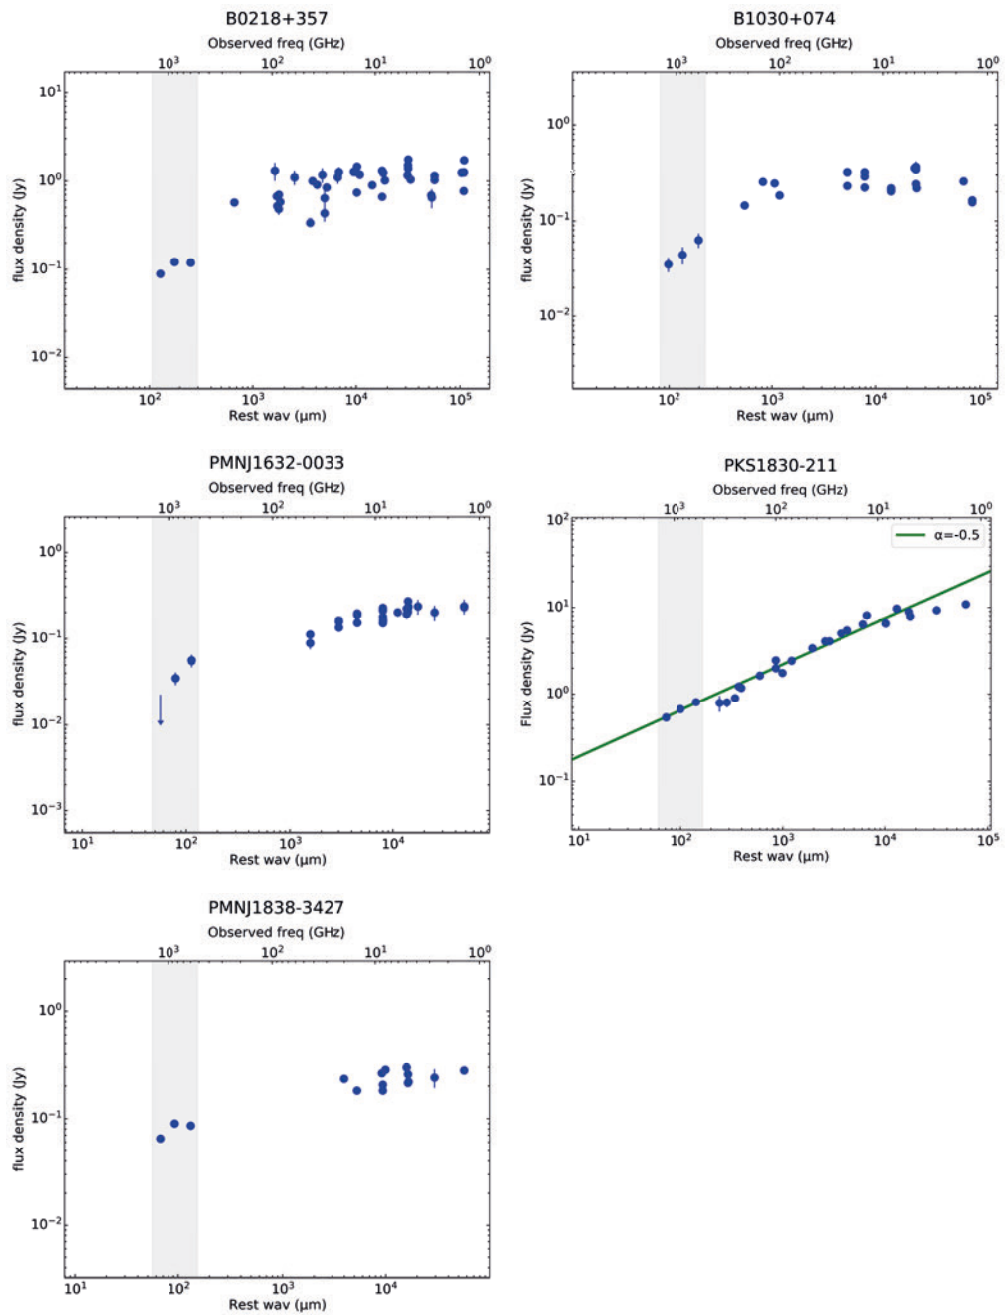 B0218+357
Observed freq (GHz)
10³ 10² 10¹ 10⁰
10¹
10⁰
10⁻¹
10⁻²
flux density (Jy)
10² 10³ 10⁴ 10⁵
Rest wav (μm)
B1030+074
Observed freq (GHz)
10³ 10² 10¹ 10⁰
10⁰
10⁻¹
10⁻²
flux density (Jy)
10² 10³ 10⁴ 10⁵
Rest wav (μm)
PMNJ1632-0033
Observed freq (GHz)
10³ 10² 10¹ 10⁰
10⁰
10⁻¹
10⁻²
10⁻³
flux density (Jy)
10¹ 10² 10³ 10⁴
Rest wav (μm)
PKS1830-211
Observed freq (GHz)
10³ 10² 10¹ 10⁰
10²
10¹
10⁰
10⁻¹
Flux density (Jy)
α=-0.5
10¹ 10² 10³ 10⁴ 10⁵
Rest wav (μm)
PMNJ1838-3427
Observed freq (GHz)
10³ 10² 10¹ 10⁰
10⁰
10⁻¹
10⁻²
flux density (Jy)
10¹ 10² 10³ 10⁴
Rest wav (μm)